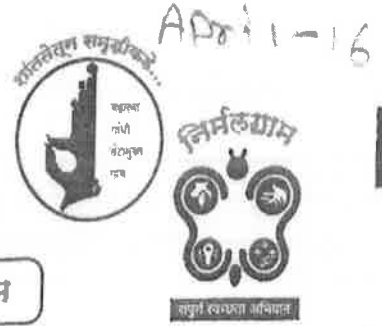 April-16
शांततेतून समृद्धीकडे...
महात्मा
गांधी
तंटामुक्त
गाव
निर्मलग्राम
संपूर्ण स्वच्छता अभियान